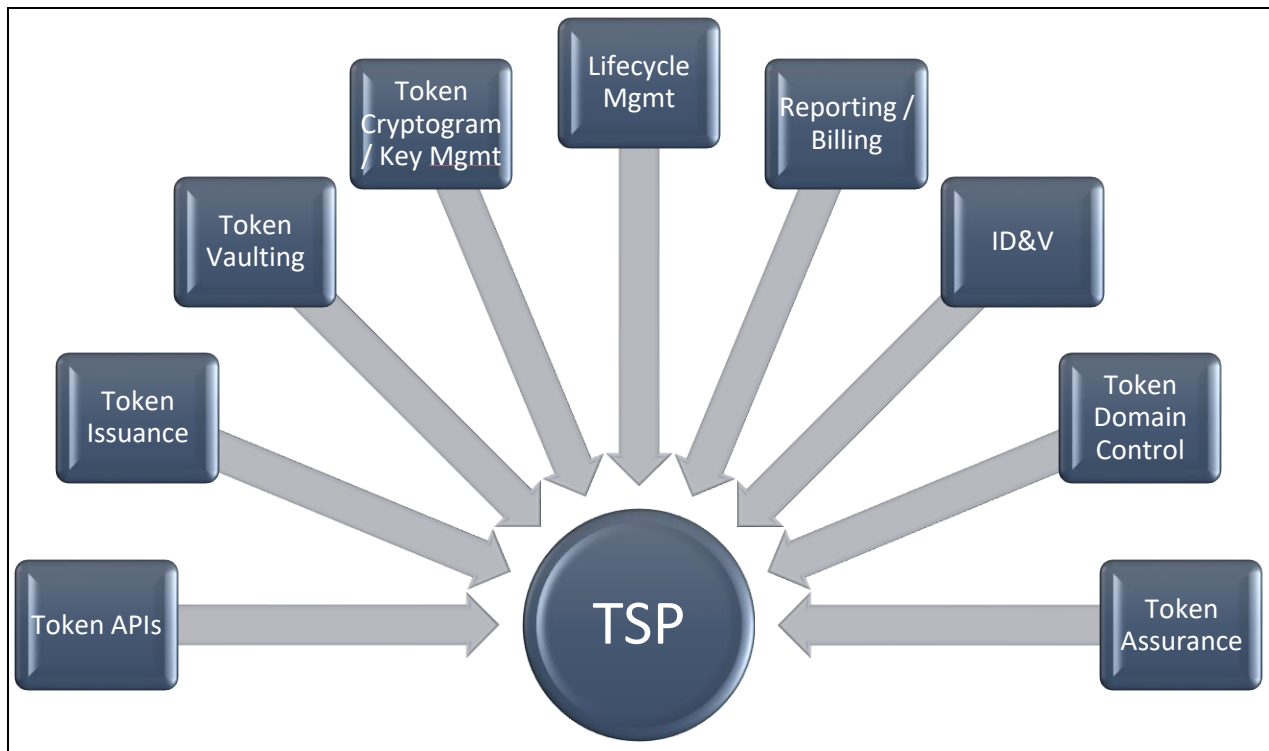 Token APIs
Token
Issuance
Token
Vaulting
Token
Cryptogram
/ Key Mgmt
Lifecycle
Mgmt
Reporting /
Billing
ID&V
Token
Domain
Control
Token
Assurance
TSP